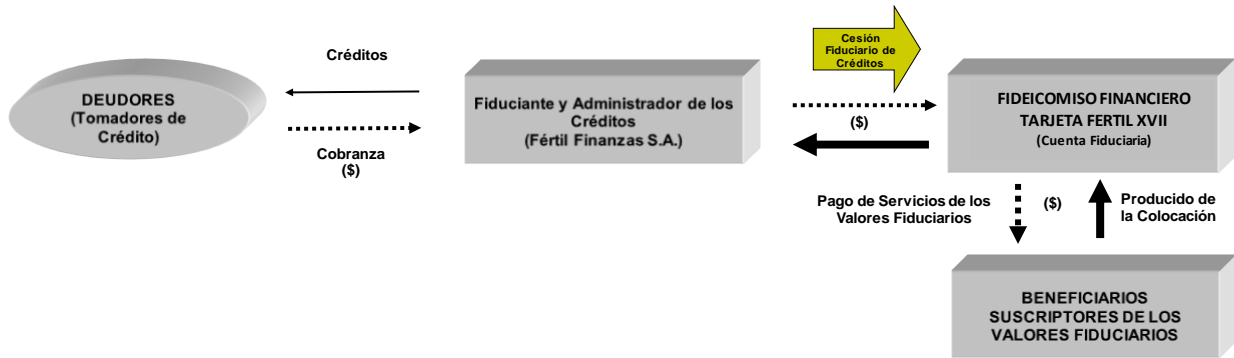 Cesión
Fiduciario de
Créditos
Créditos
DEUDORES
(Tomadores de
Crédito)
Cobranza
($)
Fiduciante y Administrador de los
Créditos
(Fértil Finanzas S.A.)
($)
FIDEICOMISO FINANCIERO
TARJETA FERTIL XVII
(Cuenta Fiduciaria)
Pago de Servicios de los
Valores Fiduciarios
($)
Producido de
la Colocación
BENEFICIARIOS
SUSCRIPTORES DE LOS
VALORES FIDUCIARIOS